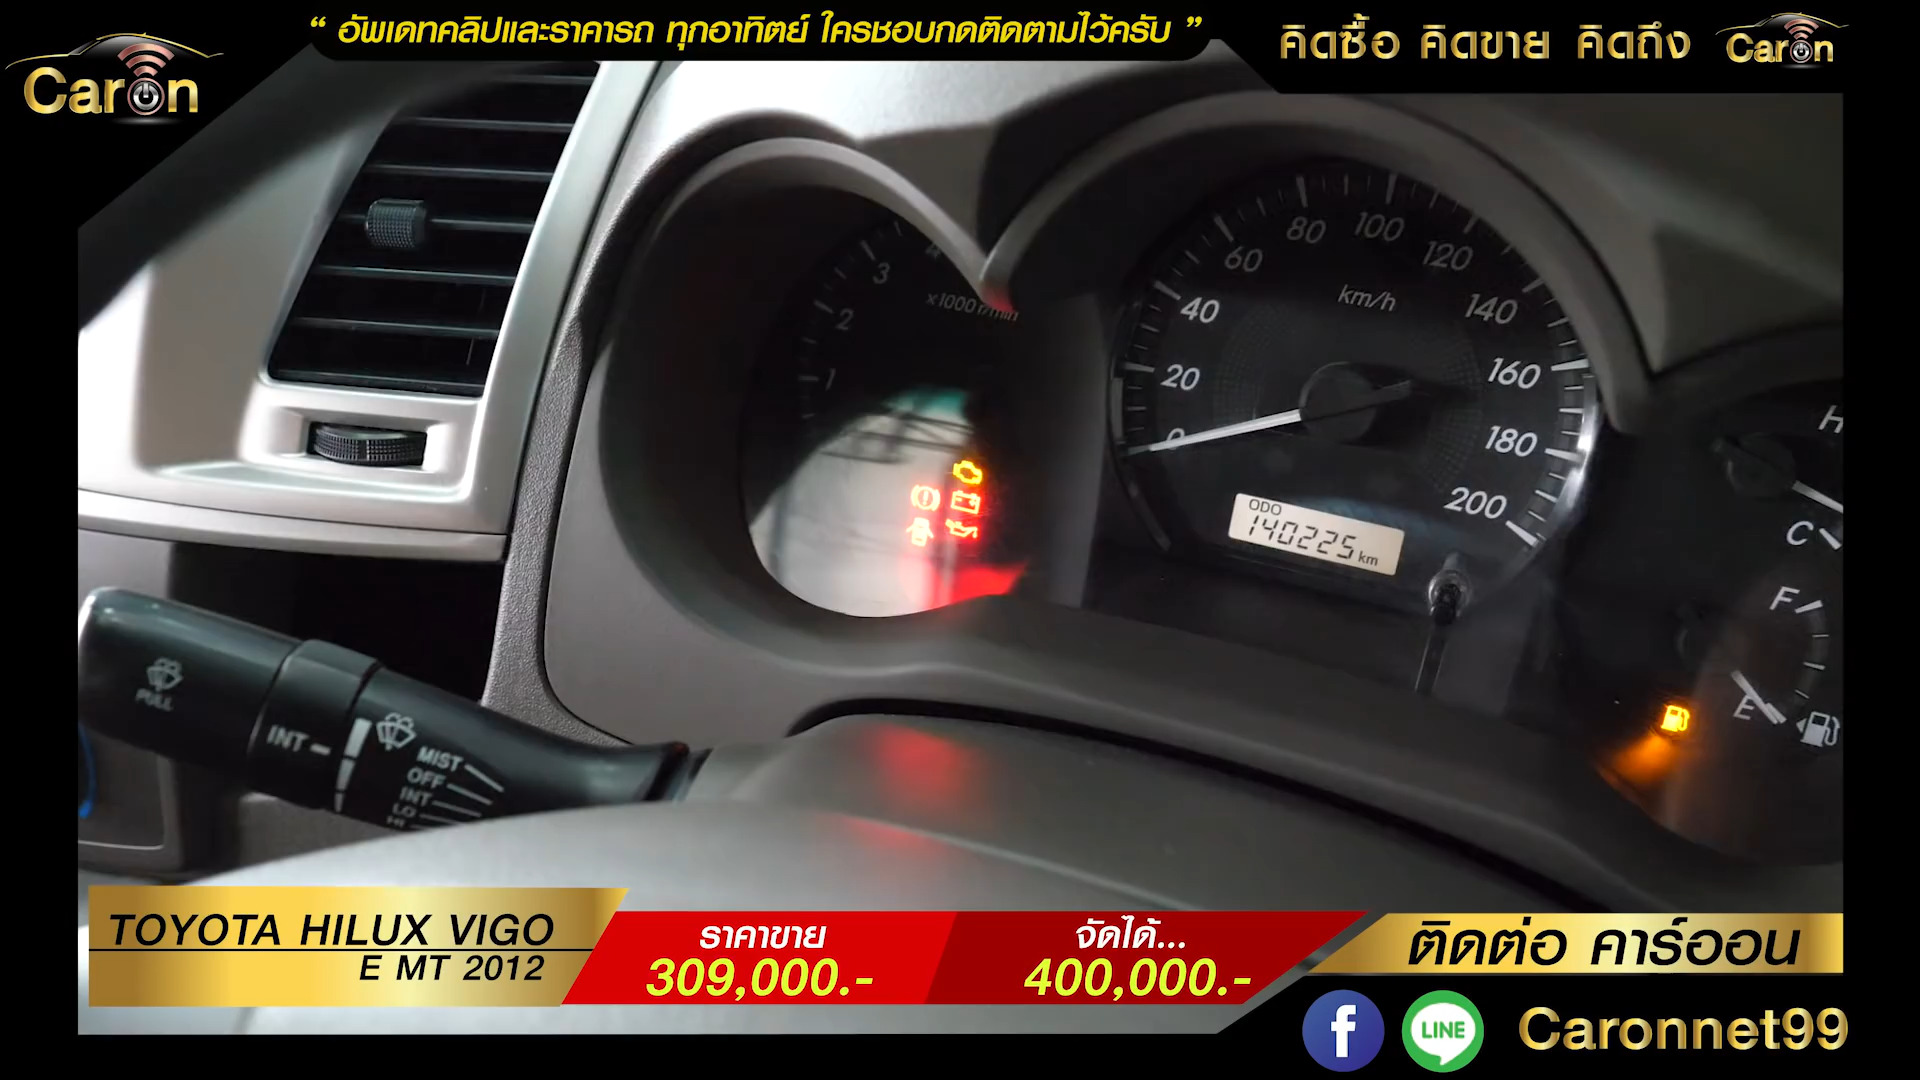 “ อัพเดทคลิปและราคารถ ทุกอาทิตย์ ใครชอบกดติดตามไว้ครับ ”
คิดซื้อ คิดขาย คิดถึง Caron
Caron
1 2 3 4
x1000 r/min
0 20 40 60 80 100 120 140 160 180 200
km/h
ODO
140225 km
H
C
F
E
PULL
INT
MIST
OFF
INT
LO
HI
TOYOTA HILUX VIGO
E MT 2012
ราคาขาย
309,000.-
จัดได้...
400,000.-
ติดต่อ คาร์ออน
f LINE Caronnet99